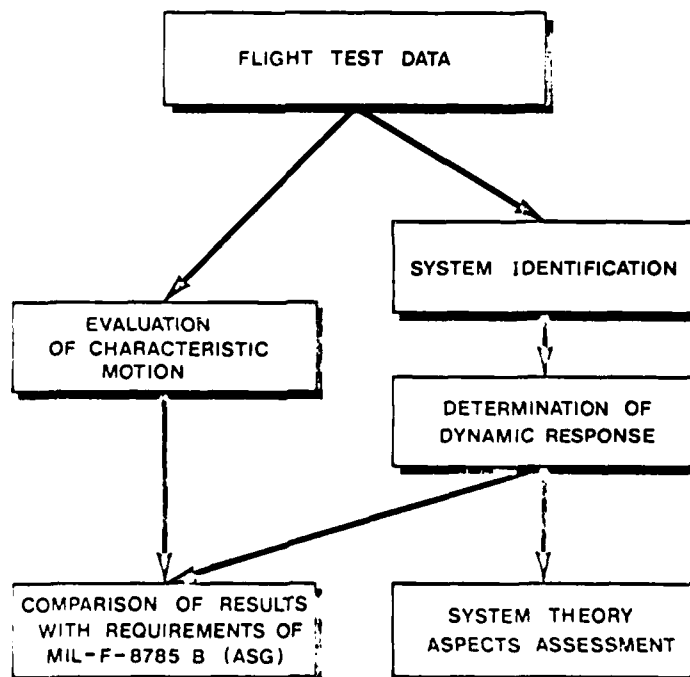 FLIGHT TEST DATA
SYSTEM IDENTIFICATION
EVALUATION
OF CHARACTERISTIC
MOTION
DETERMINATION OF
DYNAMIC RESPONSE
COMPARISON OF RESULTS
WITH REQUIREMENTS OF
MIL-F-8785 B (ASG)
SYSTEM THEORY
ASPECTS ASSESSMENT